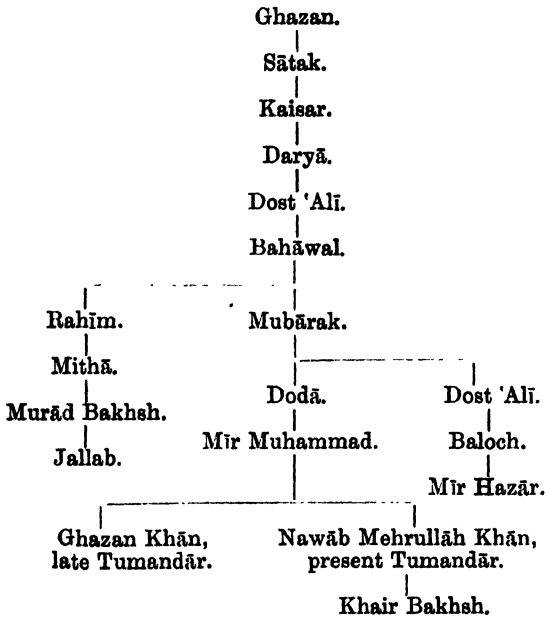 Ghazan.
Sātak.
Kaisar.
Daryā.
Dost ‘Alī.
Bahāwal.
Rahīm. Mubārak.
Mithā.
Dodā. Dost ‘Alī.
Murād Bakhsh.
Mīr Muhammad. Baloch.
Jallab.
Mīr Hazār.
Ghazan Khān, Nawāb Mehrullāh Khān,
late Tumandār. present Tumandār.
Khair Bakhsh.